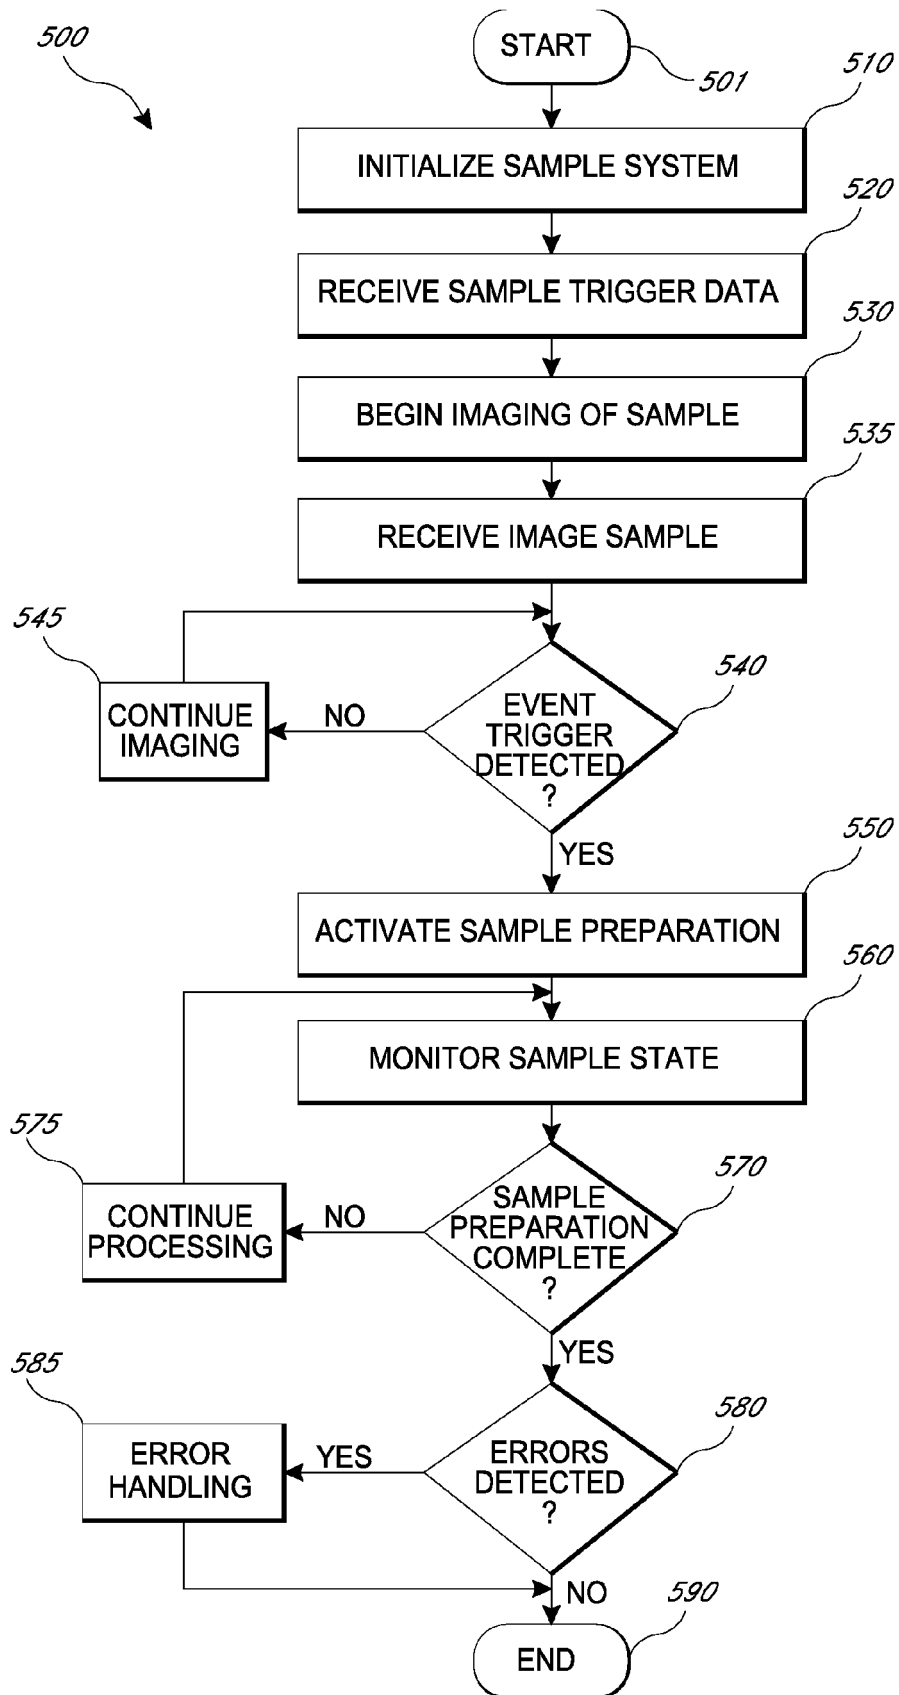 500
START
501
510
INITIALIZE SAMPLE SYSTEM
520
RECEIVE SAMPLE TRIGGER DATA
530
BEGIN IMAGING OF SAMPLE
535
RECEIVE IMAGE SAMPLE
545
CONTINUE
IMAGING
NO
EVENT
TRIGGER
DETECTED
?
540
YES
550
ACTIVATE SAMPLE PREPARATION
560
MONITOR SAMPLE STATE
575
CONTINUE
PROCESSING
NO
SAMPLE
PREPARATION
COMPLETE
?
570
YES
585
ERROR
HANDLING
YES
ERRORS
DETECTED
?
580
NO
590
END